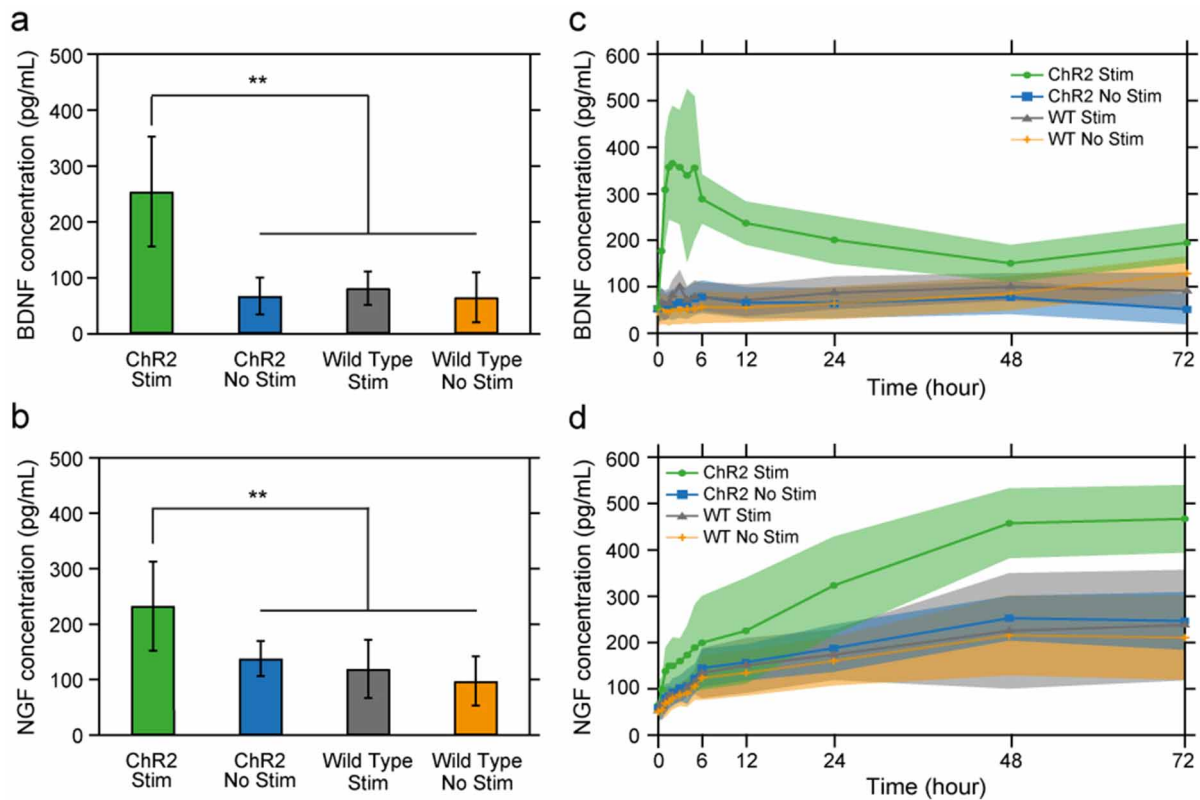 a
BDNF concentration (pg/mL)
500
400
300
200
100
0
**
ChR2
Stim
ChR2
No Stim
Wild Type
Stim
Wild Type
No Stim
c
BDNF concentration (pg/mL)
600
500
400
300
200
100
0
ChR2 Stim
ChR2 No Stim
WT Stim
WT No Stim
0 6 12 24 48 72
Time (hour)
b
NGF concentration (pg/mL)
500
400
300
200
100
0
**
ChR2
Stim
ChR2
No Stim
Wild Type
Stim
Wild Type
No Stim
d
NGF concentration (pg/mL)
600
500
400
300
200
100
0
ChR2 Stim
ChR2 No Stim
WT Stim
WT No Stim
0 6 12 24 48 72
Time (hour)